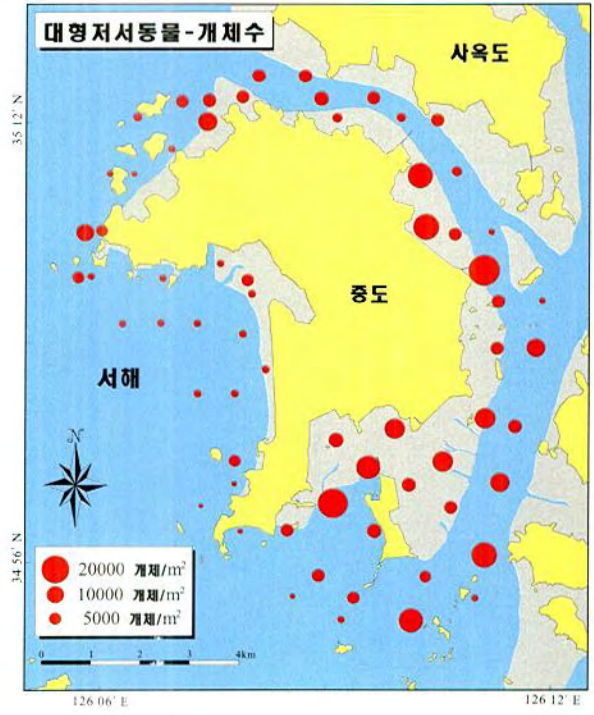 대형저서동물-개체수
사옥도
35 12' N
증도
서해
N
34 56' N
20000 개체/m²
10000 개체/m²
5000 개체/m²
0 1 2 4km
126 06' E
126 12' E